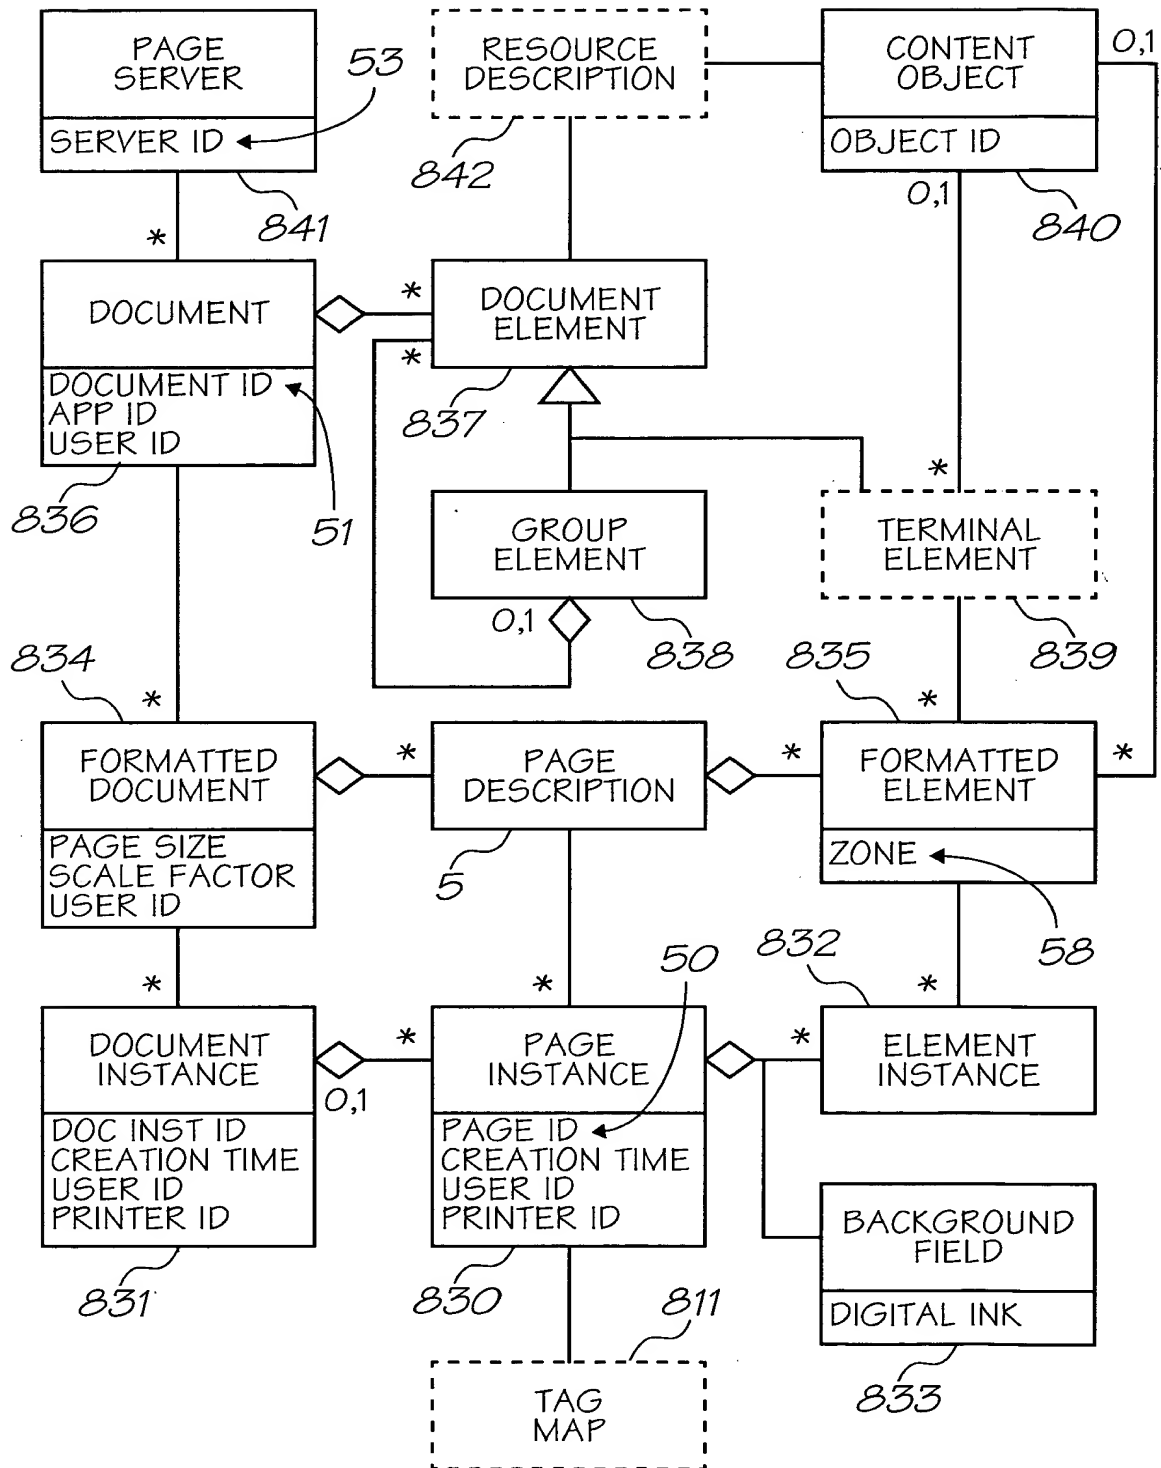 PAGE
SERVER
SERVER ID
53
841
RESOURCE
DESCRIPTION
842
CONTENT
OBJECT
OBJECT ID
0,1
0,1
840
*
DOCUMENT
DOCUMENT ID
APP ID
USER ID
836
51
*
*
DOCUMENT
ELEMENT
837
GROUP
ELEMENT
0,1
838
*
TERMINAL
ELEMENT
839
834
*
FORMATTED
DOCUMENT
PAGE SIZE
SCALE FACTOR
USER ID
*
PAGE
DESCRIPTION
5
835
*
*
*
FORMATTED
ELEMENT
ZONE
58
*
DOCUMENT
INSTANCE
0,1
DOC INST ID
CREATION TIME
USER ID
PRINTER ID
831
*
*
50
PAGE
INSTANCE
PAGE ID
CREATION TIME
USER ID
PRINTER ID
830
832
*
*
ELEMENT
INSTANCE
BACKGROUND
FIELD
DIGITAL INK
833
811
TAG
MAP